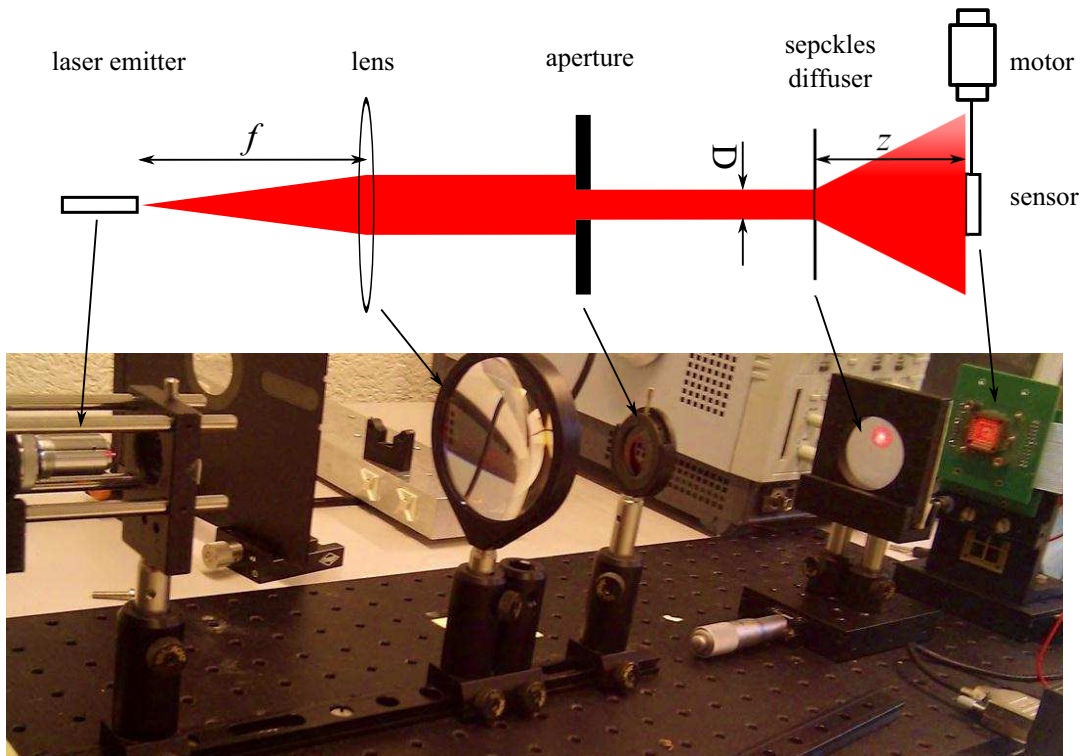 laser emitter
lens
aperture
sepckles
diffuser
motor
f
D
z
sensor